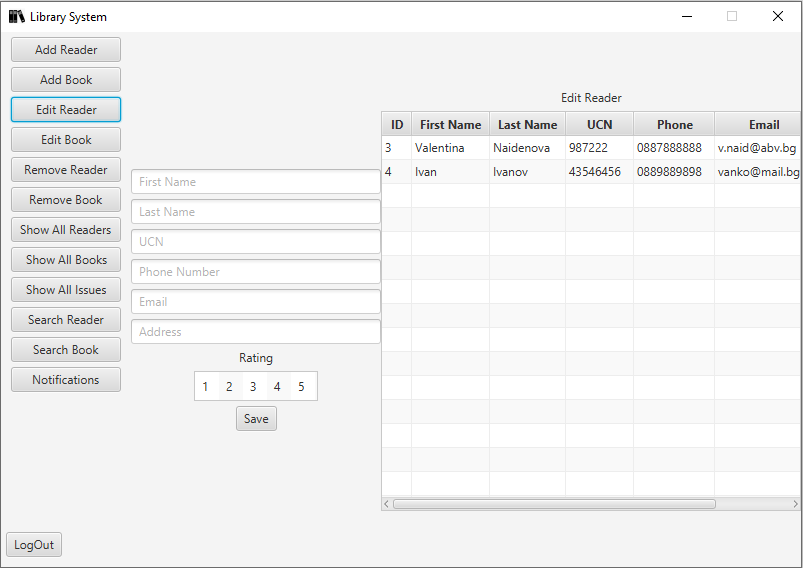 Library System
Add Reader
Add Book
Edit Reader
Edit Book
Remove Reader
Remove Book
Show All Readers
Show All Books
Show All Issues
Search Reader
Search Book
Notifications
LogOut
First Name
Last Name
UCN
Phone Number
Email
Address
Rating
1 2 3 4 5
Save
Edit Reader
ID First Name Last Name UCN Phone Email
3 Valentina Naidenova 987222 0887888888 v.naid@abv.bg
4 Ivan Ivanov 43546456 0889889898 vanko@mail.bg